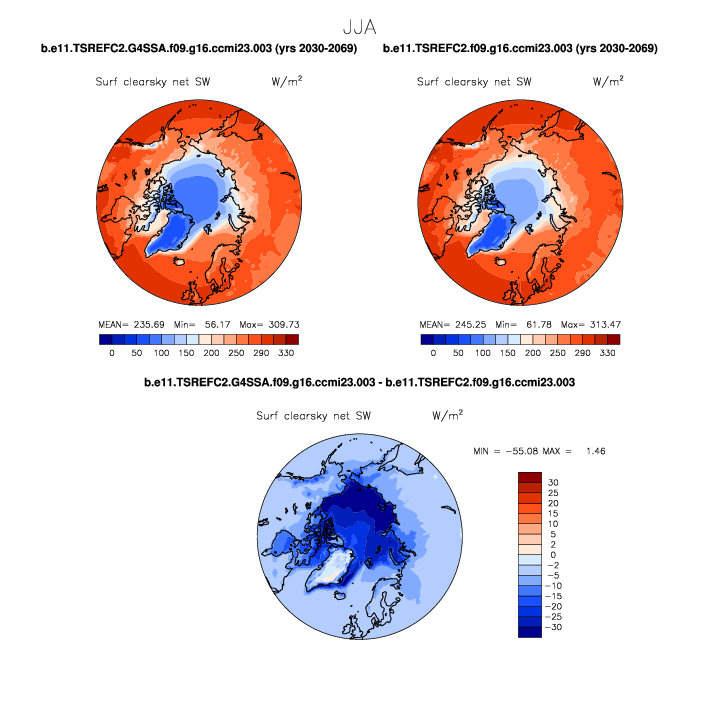 JJA
b.e11.TSREFC2.G4SSA.f09.g16.ccmi23.003 (yrs 2030-2069) b.e11.TSREFC2.f09.g16.ccmi23.003 (yrs 2030-2069)
Surf clearsky net SW W/m²
Surf clearsky net SW W/m²
MEAN= 235.69 Min= 56.17 Max= 309.73
0 50 100 150 200 250 290 330
MEAN= 245.25 Min= 61.78 Max= 313.47
0 50 100 150 200 250 290 330
b.e11.TSREFC2.G4SSA.f09.g16.ccmi23.003 - b.e11.TSREFC2.f09.g16.ccmi23.003
Surf clearsky net SW W/m²
MIN = −55.08 MAX = 1.46
30
25
20
15
10
5
2
0
−2
−5
−10
−15
−20
−25
−30